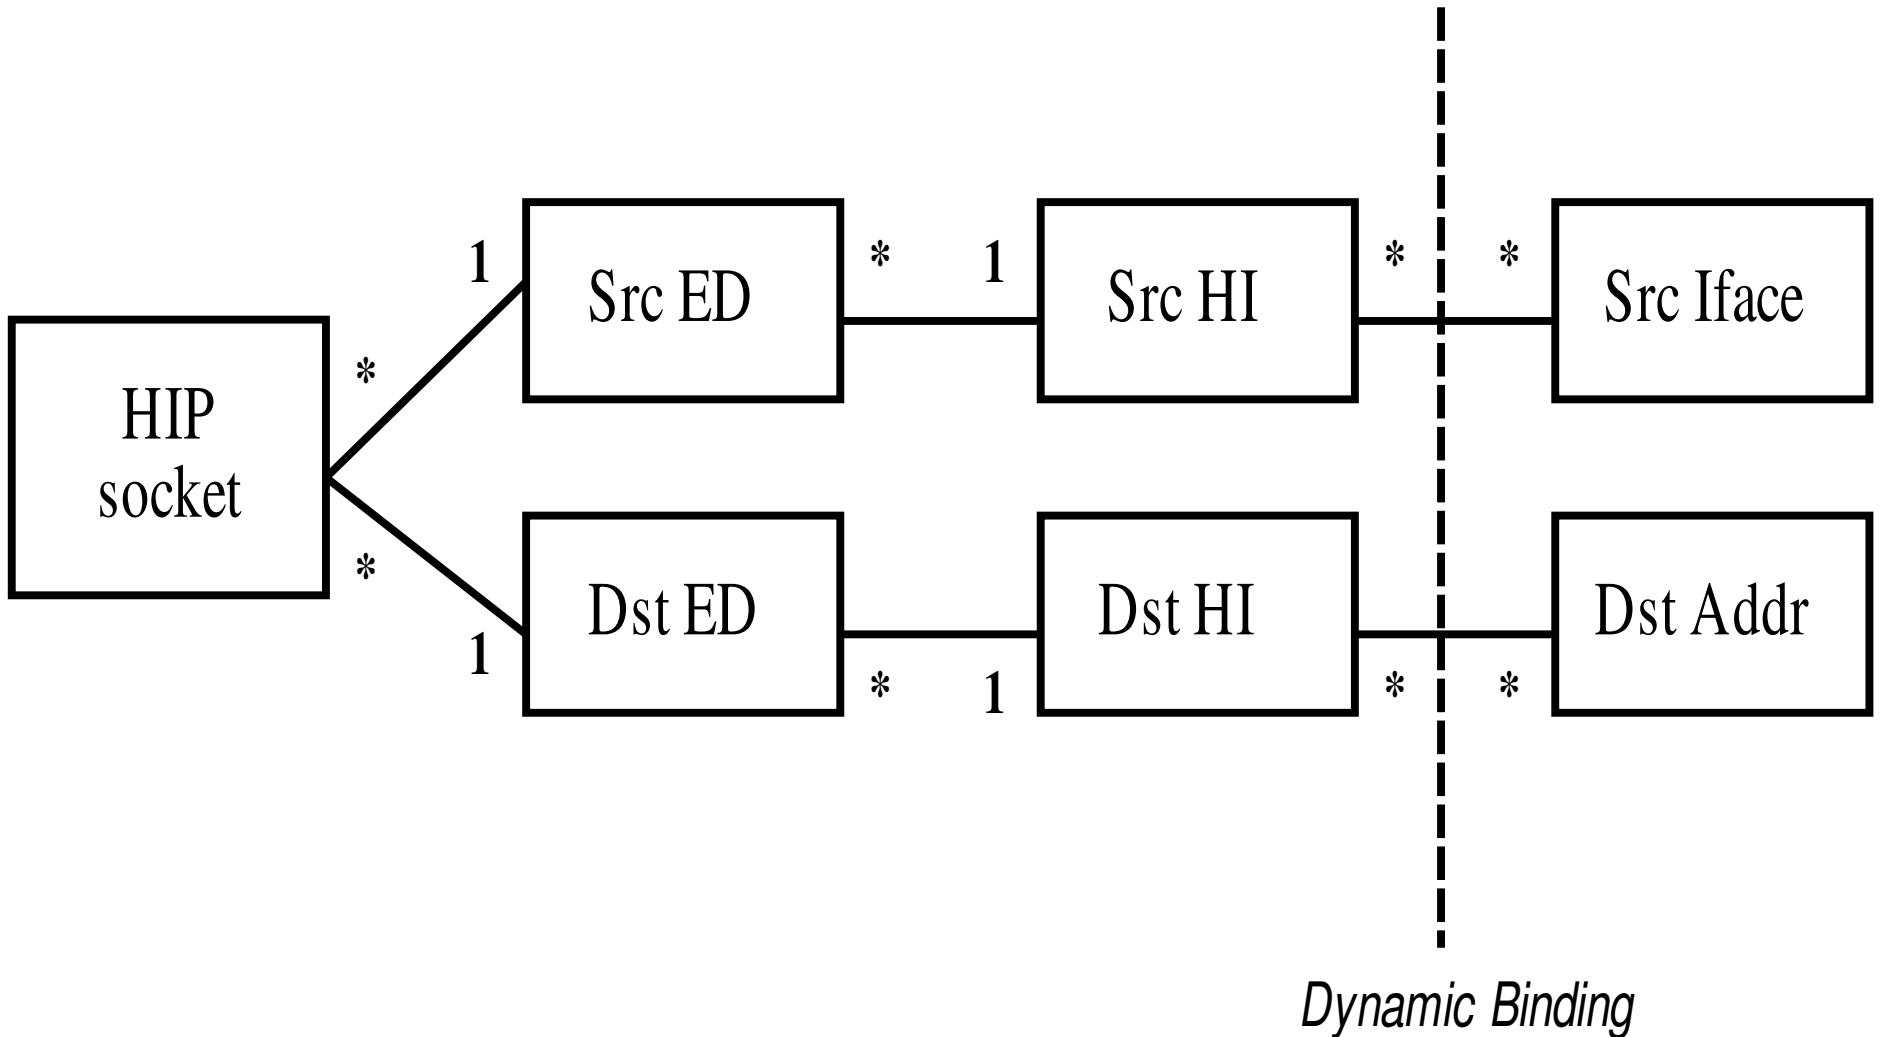 1
*
1
*
*
Src ED
Src HI
Src Iface
*
HIP
socket
*
1
Dst ED
Dst HI
Dst Addr
*
1
*
*
Dynamic Binding